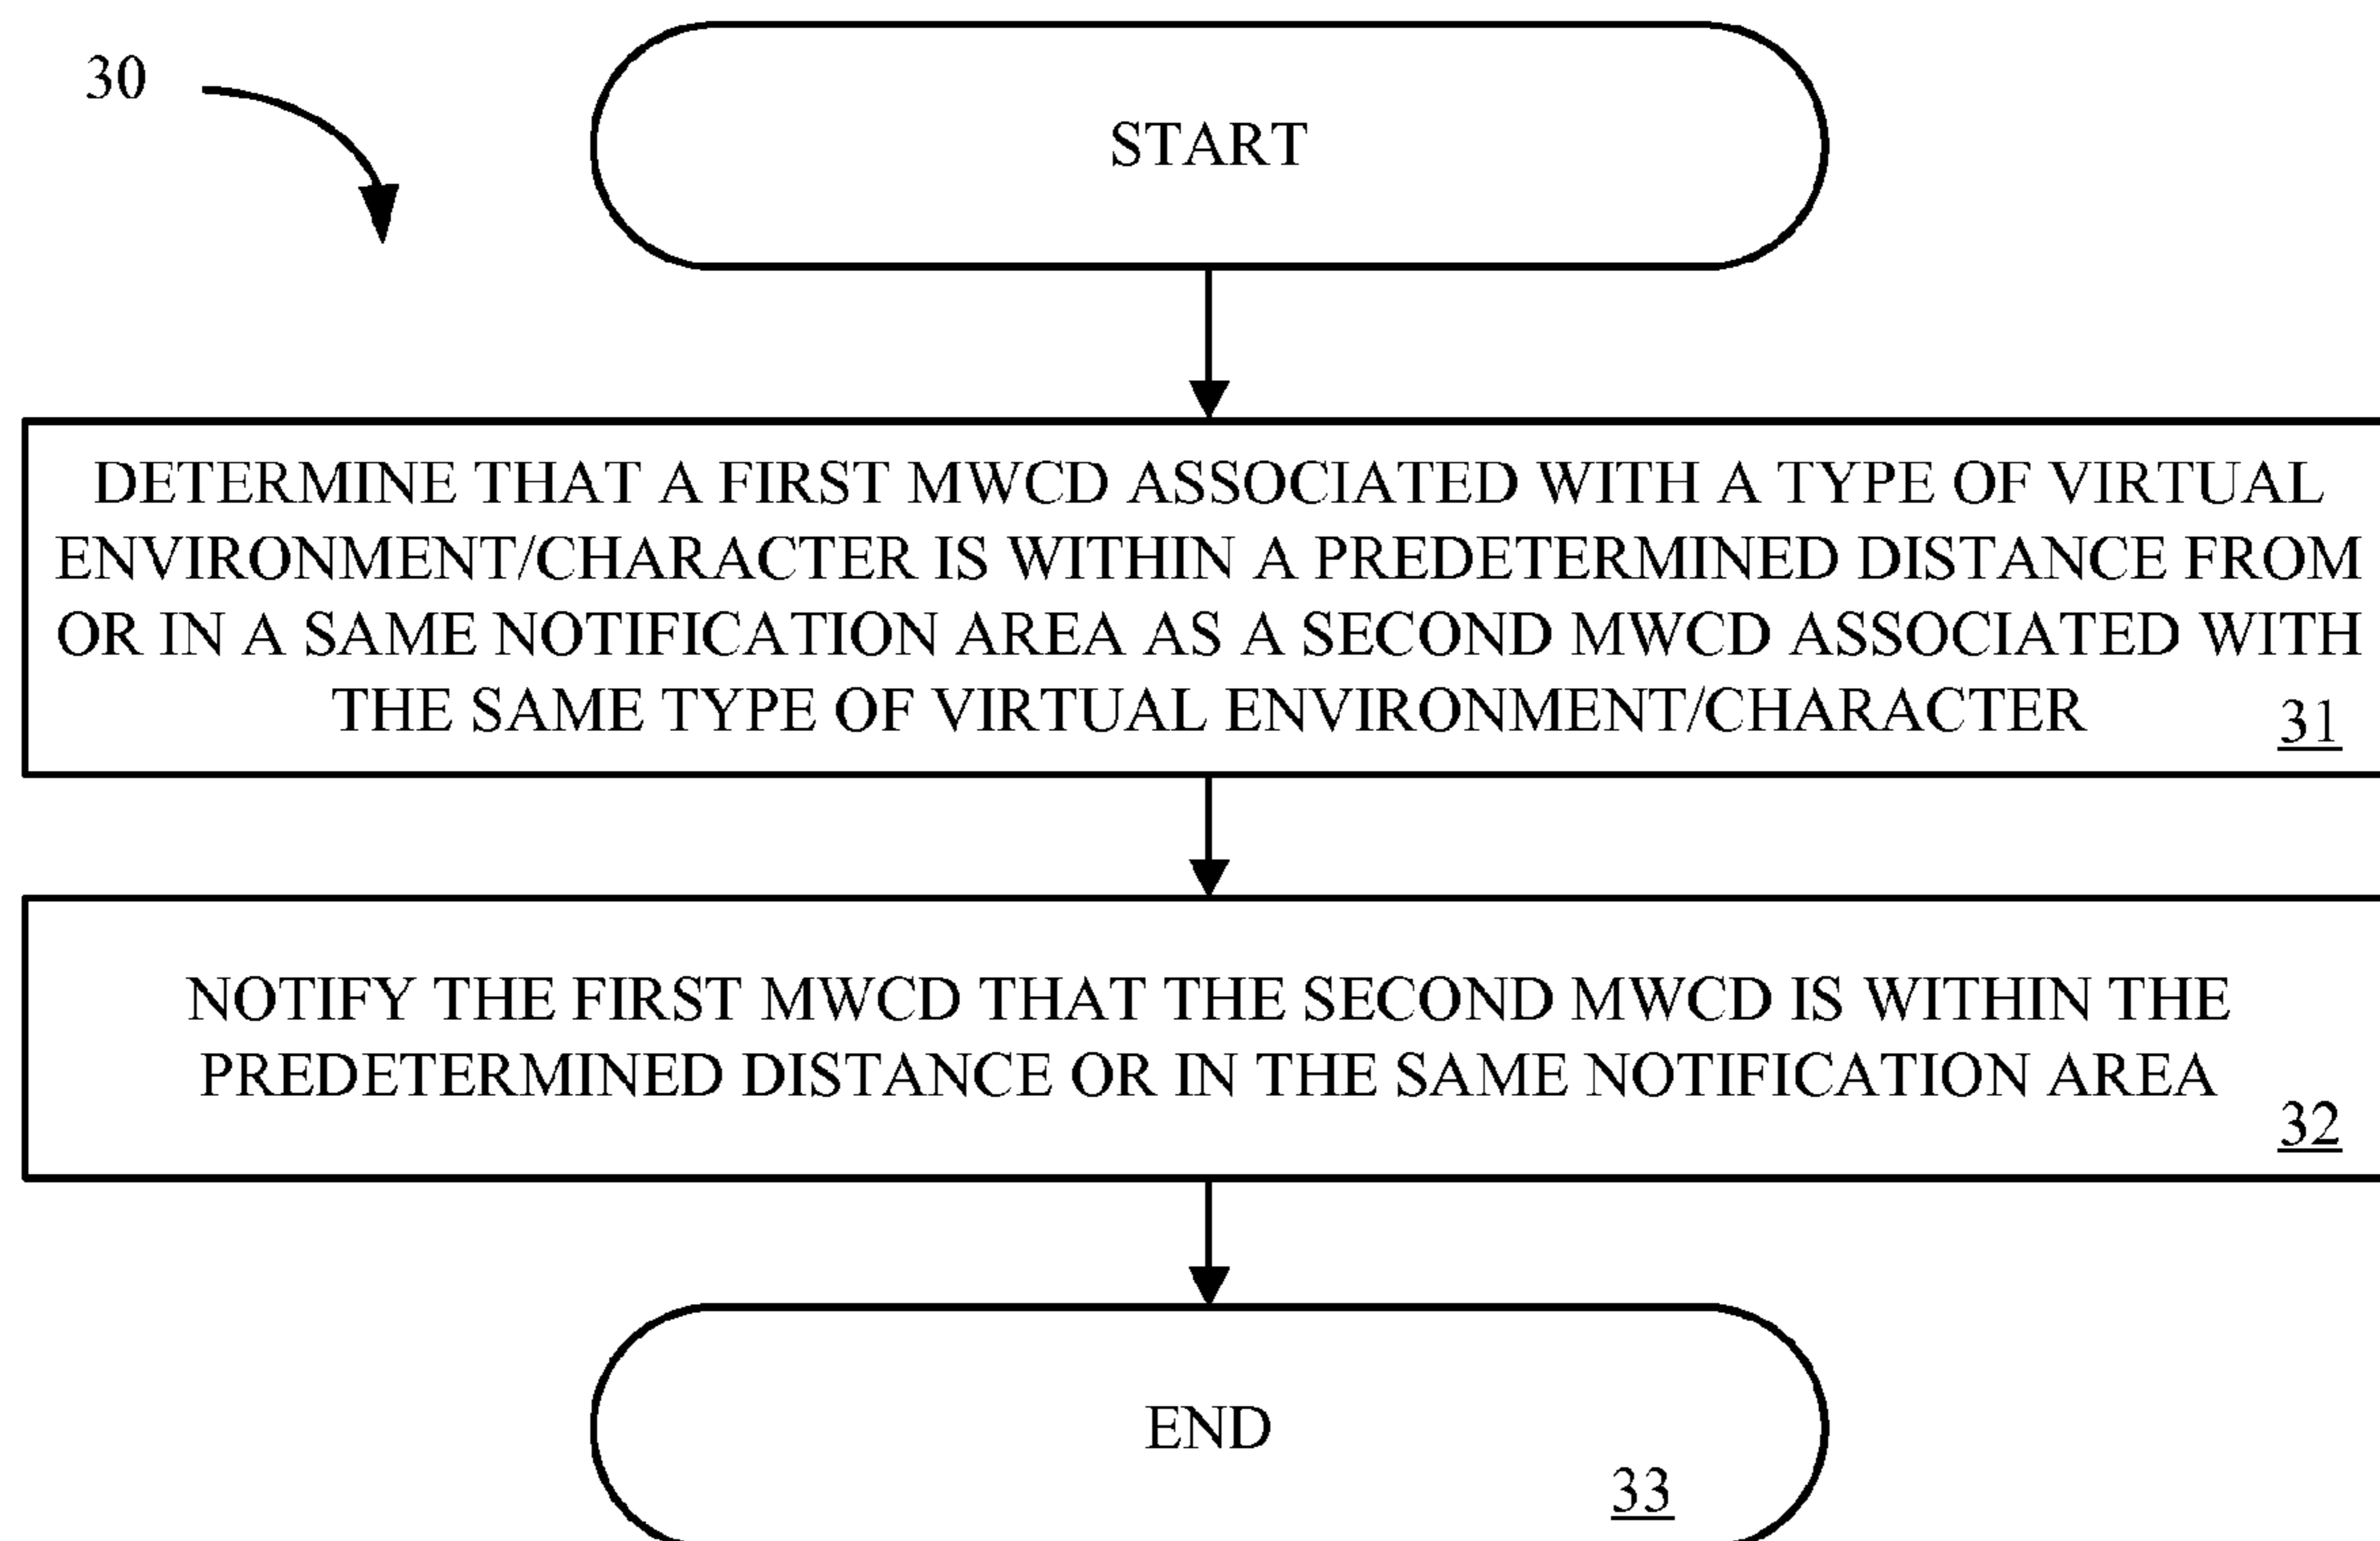 30
START
DETERMINE THAT A FIRST MWCD ASSOCIATED WITH A TYPE OF VIRTUAL
ENVIRONMENT/CHARACTER IS WITHIN A PREDETERMINED DISTANCE FROM
OR IN A SAME NOTIFICATION AREA AS A SECOND MWCD ASSOCIATED WITH
THE SAME TYPE OF VIRTUAL ENVIRONMENT/CHARACTER
31
NOTIFY THE FIRST MWCD THAT THE SECOND MWCD IS WITHIN THE
PREDETERMINED DISTANCE OR IN THE SAME NOTIFICATION AREA
32
END
33